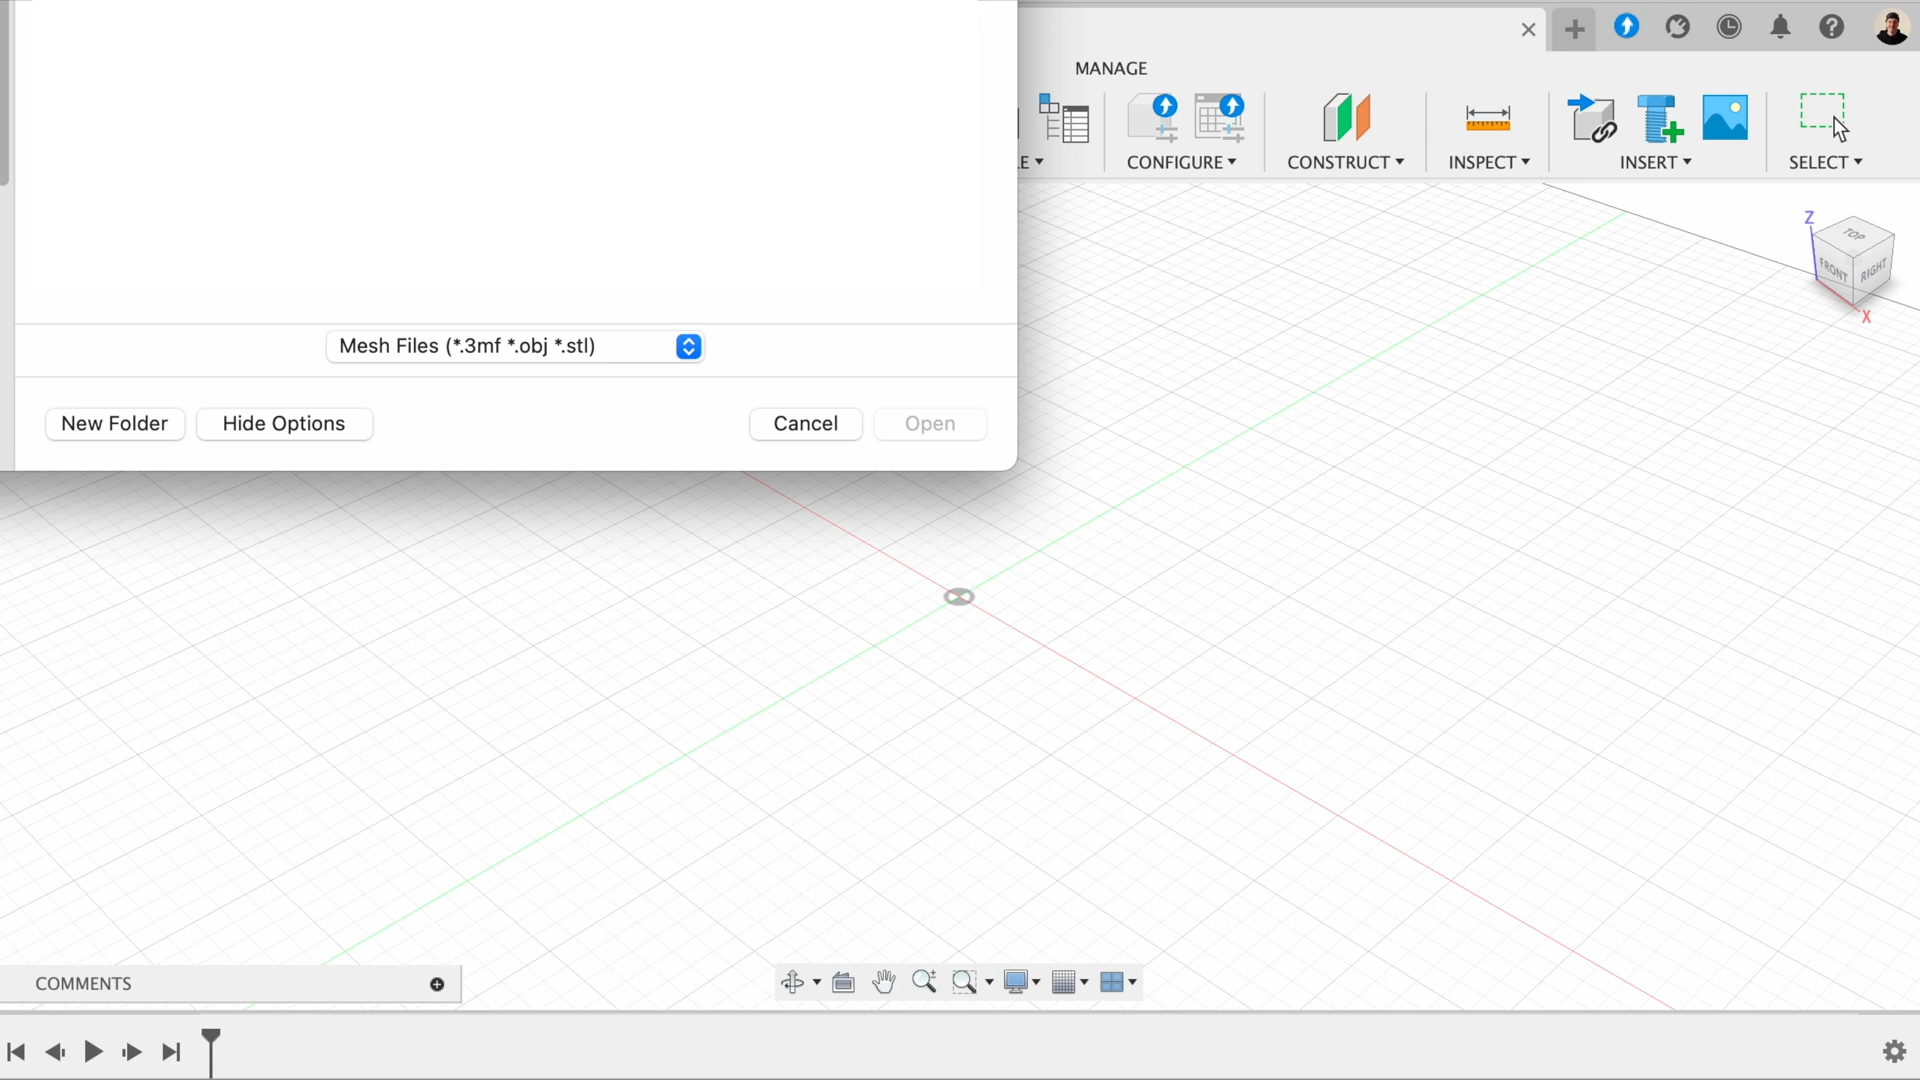 MANAGE
E
CONFIGURE
CONSTRUCT
INSPECT
INSERT
SELECT
Z
TOP
FRONT
RIGHT
X
Mesh Files (*.3mf *.obj *.stl)
New Folder
Hide Options
Cancel
Open
COMMENTS